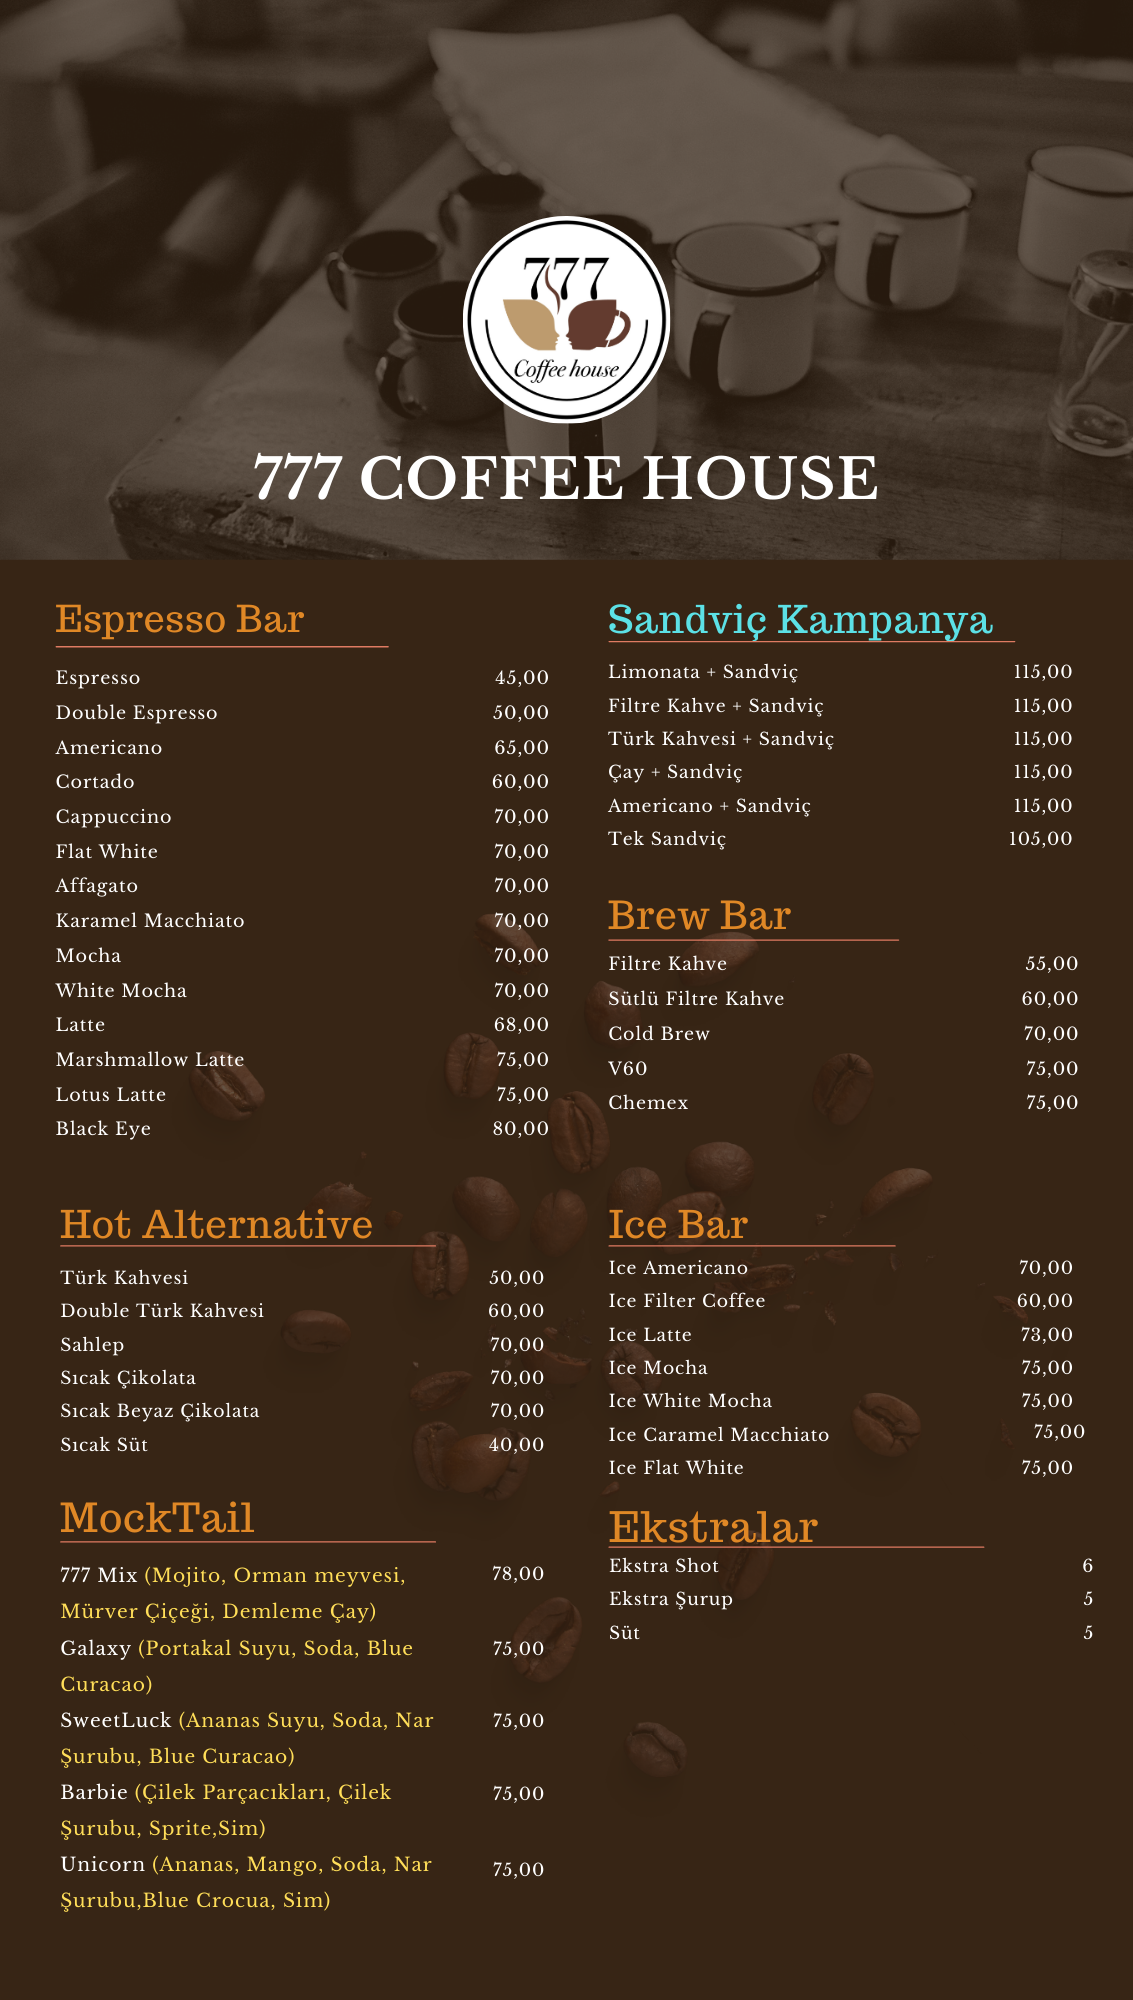 777
Coffee house
777 COFFEE HOUSE
Espresso Bar
Espresso 45,00
Double Espresso 50,00
Americano 65,00
Cortado 60,00
Cappuccino 70,00
Flat White 70,00
Affagato 70,00
Karamel Macchiato 70,00
Mocha 70,00
White Mocha 70,00
Latte 68,00
Marshmallow Latte 75,00
Lotus Latte 75,00
Black Eye 80,00
Hot Alternative
Türk Kahvesi 50,00
Double Türk Kahvesi 60,00
Sahlep 70,00
Sıcak Çikolata 70,00
Sıcak Beyaz Çikolata 70,00
Sıcak Süt 40,00
MockTail
777 Mix (Mojito, Orman meyvesi, 78,00
Mürver Çiçeği, Demleme Çay)
Galaxy (Portakal Suyu, Soda, Blue 75,00
Curacao)
SweetLuck (Ananas Suyu, Soda, Nar 75,00
Şurubu, Blue Curacao)
Barbie (Çilek Parçacıkları, Çilek 75,00
Şurubu, Sprite,Sim)
Unicorn (Ananas, Mango, Soda, Nar 75,00
Şurubu,Blue Crocua, Sim)
Sandviç Kampanya
Limonata + Sandviç 115,00
Filtre Kahve + Sandviç 115,00
Türk Kahvesi + Sandviç 115,00
Çay + Sandviç 115,00
Americano + Sandviç 115,00
Tek Sandviç 105,00
Brew Bar
Filtre Kahve 55,00
Sütlü Filtre Kahve 60,00
Cold Brew 70,00
V60 75,00
Chemex 75,00
Ice Bar
Ice Americano 70,00
Ice Filter Coffee 60,00
Ice Latte 73,00
Ice Mocha 75,00
Ice White Mocha 75,00
Ice Caramel Macchiato 75,00
Ice Flat White 75,00
Ekstralar
Ekstra Shot 6
Ekstra Şurup 5
Süt 5